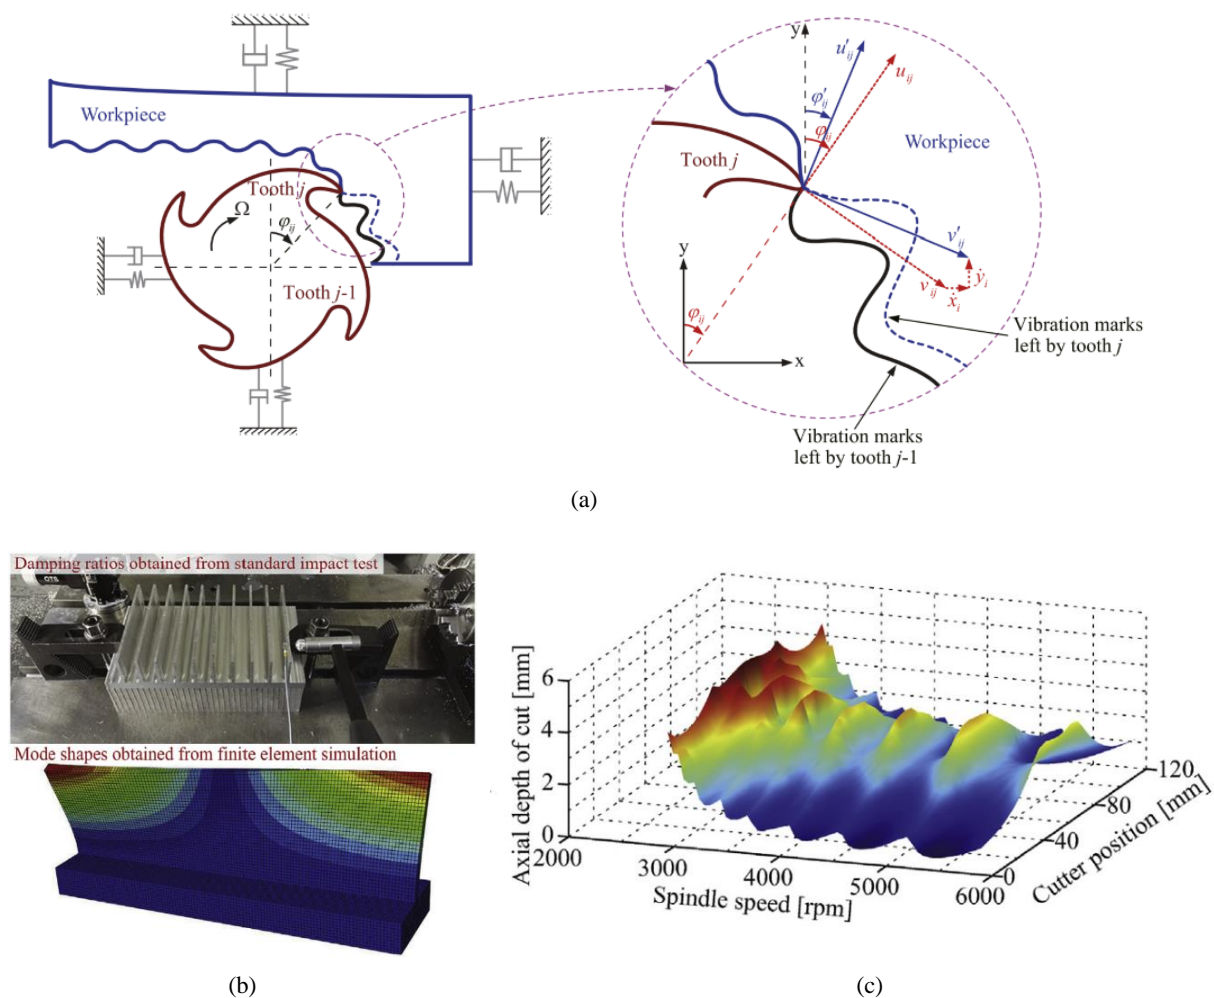 Workpiece
Tooth j
Ω
φij
Tooth j-1
y
u'ij
uij
φ'ij
φij
Workpiece
Tooth j
v'ij
vij
ẏi
ẋi
y
φij
x
Vibration marks
left by tooth j
Vibration marks
left by tooth j-1
(a)
Damping ratios obtained from standard impact test
Mode shapes obtained from finite element simulation
(b)
Axial depth of cut [mm]
6
4
2
0
2000
3000
4000
5000
6000
Spindle speed [rpm]
0
40
80
120
Cutter position [mm]
(c)